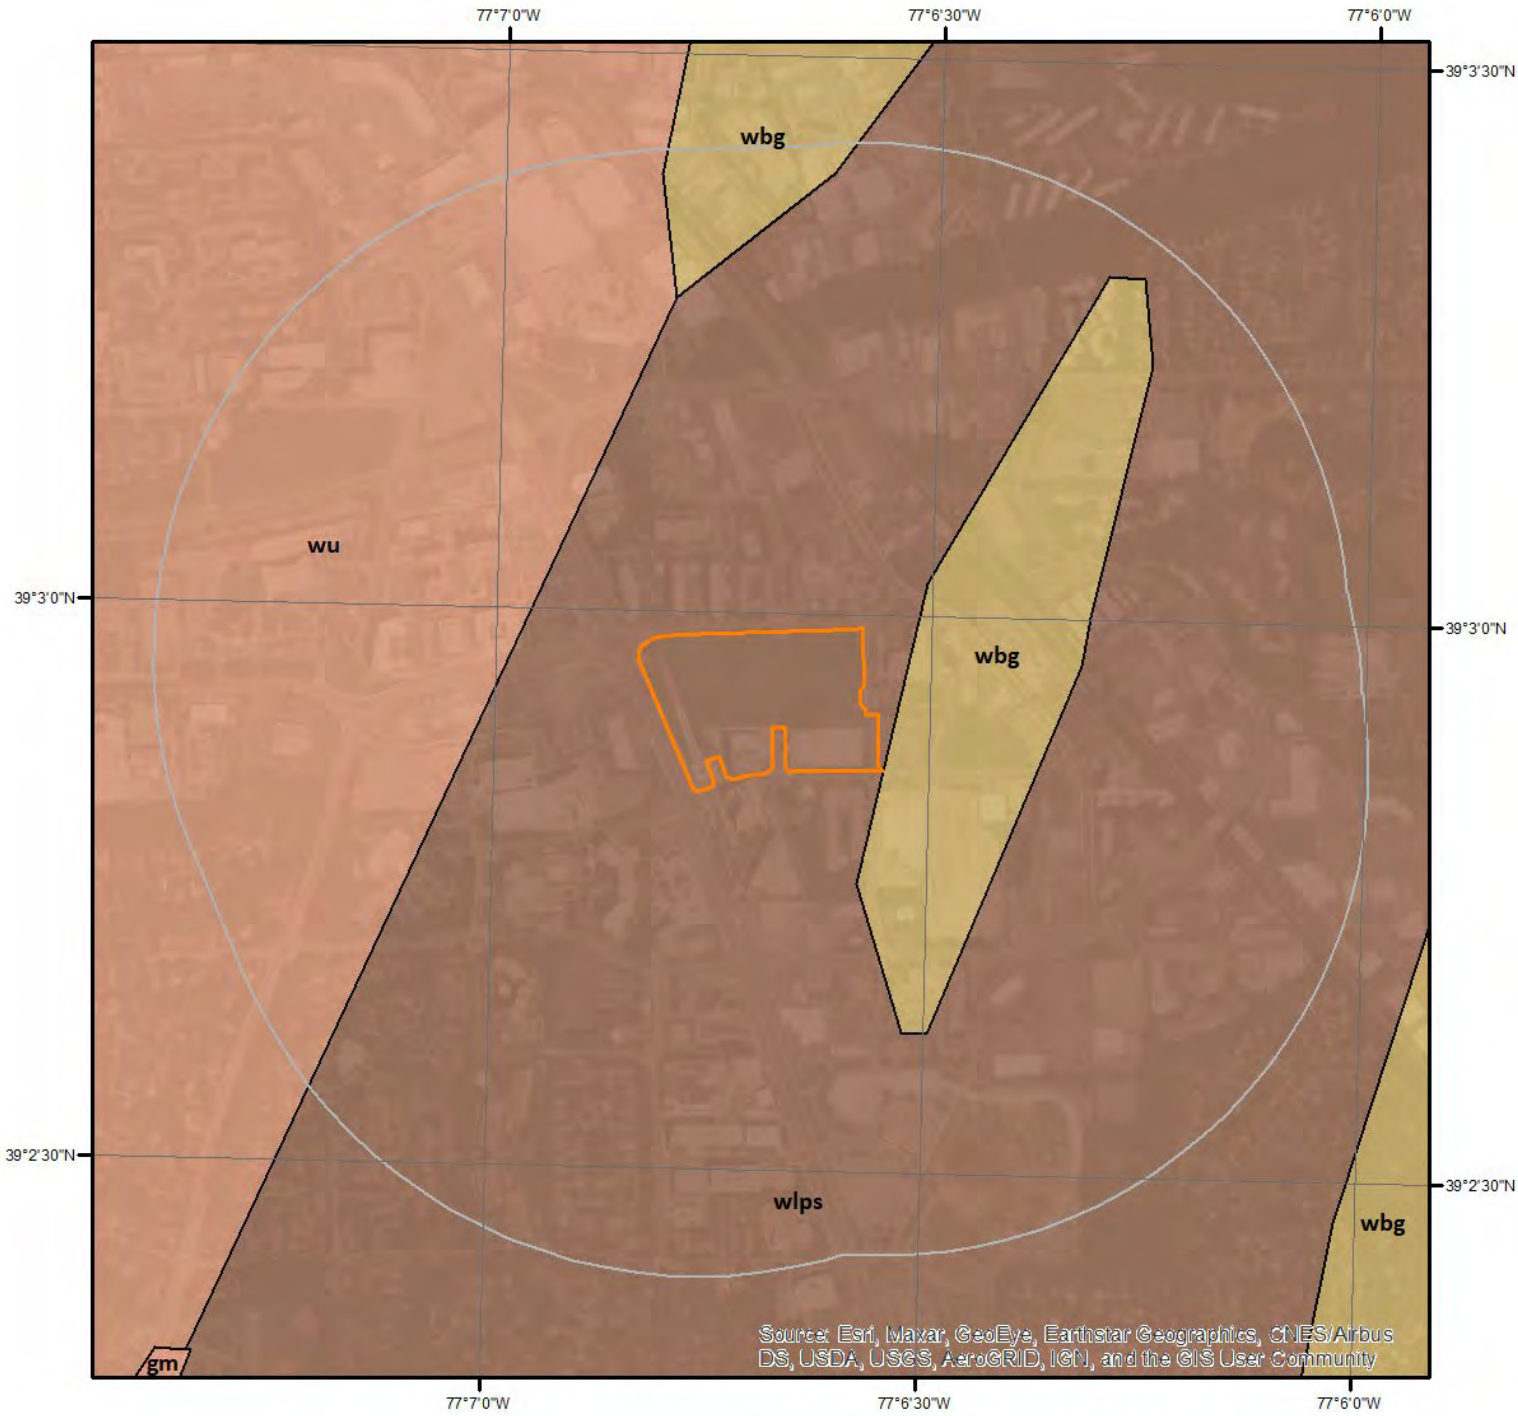 77°7'0"W
77°6'30"W
77°6'0"W
39°3'30"N
wbg
wu
39°3'0"N
39°3'0"N
wbg
39°2'30"N
39°2'30"N
wlps
wbg
Source: Esri, Maxar, GeoEye, Earthstar Geographics, CNES/Airbus
DS, USDA, USGS, AeroGRID, IGN, and the GIS User Community
gm
77°7'0"W
77°6'30"W
77°6'0"W